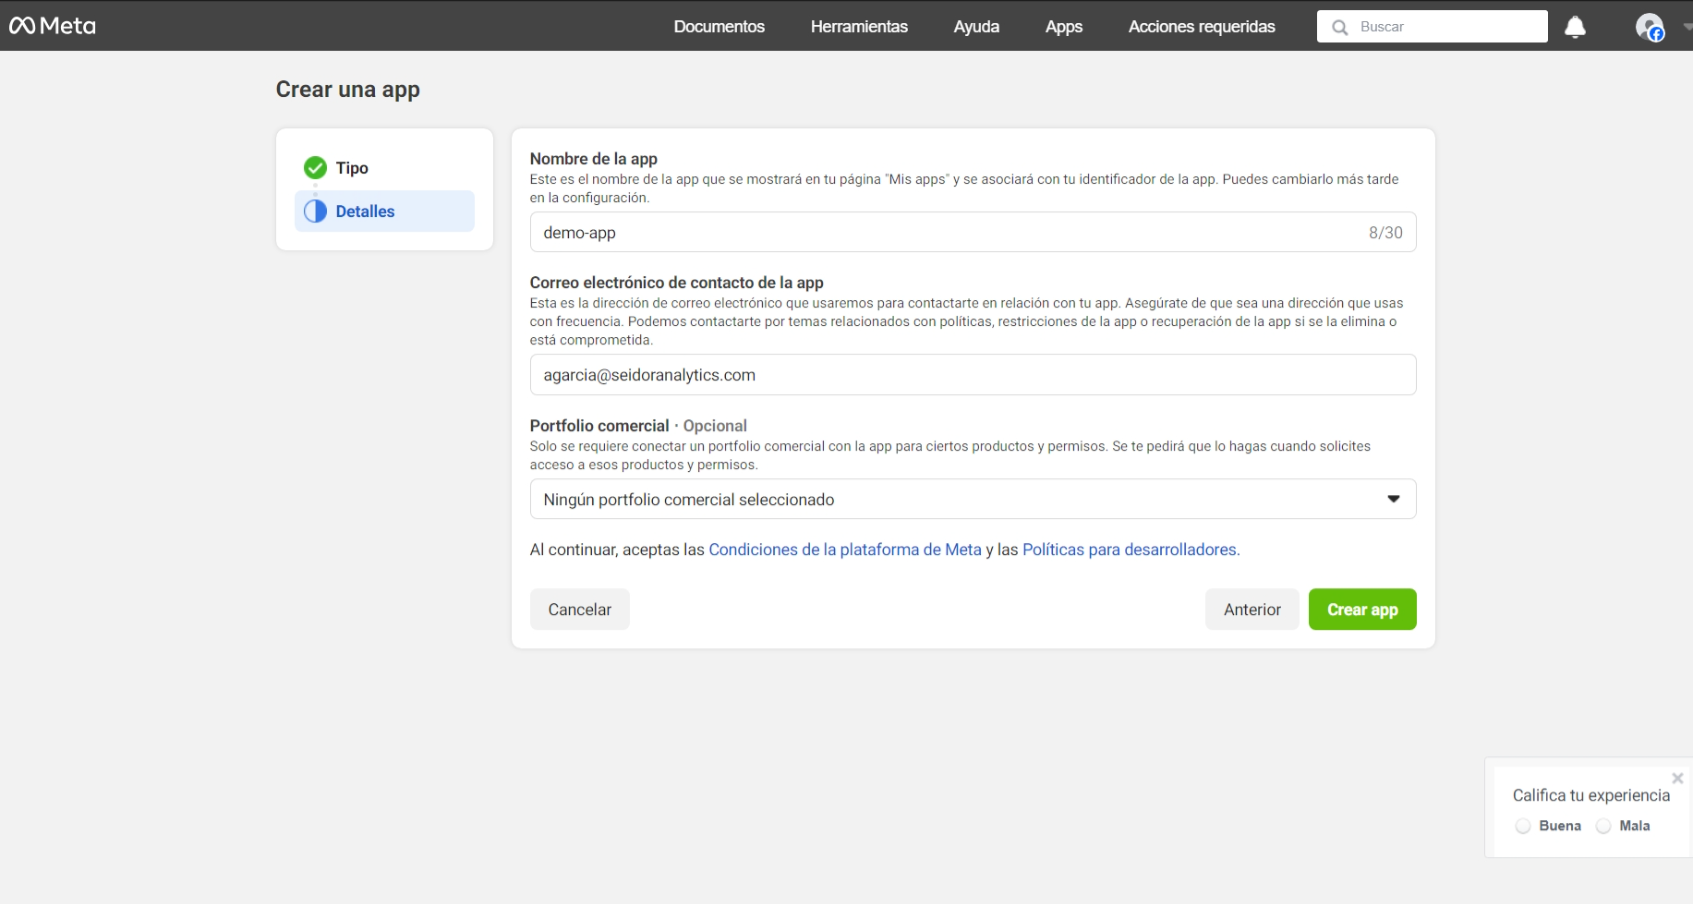 Meta
Documentos Herramientas Ayuda Apps Acciones requeridas Buscar
Crear una app
Tipo
Detalles
Nombre de la app
Este es el nombre de la app que se mostrará en tu página "Mis apps" y se asociará con tu identificador de la app. Puedes cambiarlo más tarde
en la configuración.
demo-app 8/30
Correo electrónico de contacto de la app
Esta es la dirección de correo electrónico que usaremos para contactarte en relación con tu app. Asegúrate de que sea una dirección que usas
con frecuencia. Podemos contactarte por temas relacionados con políticas, restricciones de la app o recuperación de la app si se la elimina o
está comprometida.
agarcia@seidoranalytics.com
Portfolio comercial · Opcional
Solo se requiere conectar un portfolio comercial con la app para ciertos productos y permisos. Se te pedirá que lo hagas cuando solicites
acceso a esos productos y permisos.
Ningún portfolio comercial seleccionado
Al continuar, aceptas las Condiciones de la plataforma de Meta y las Políticas para desarrolladores.
Cancelar Anterior Crear app
Califica tu experiencia
Buena Mala